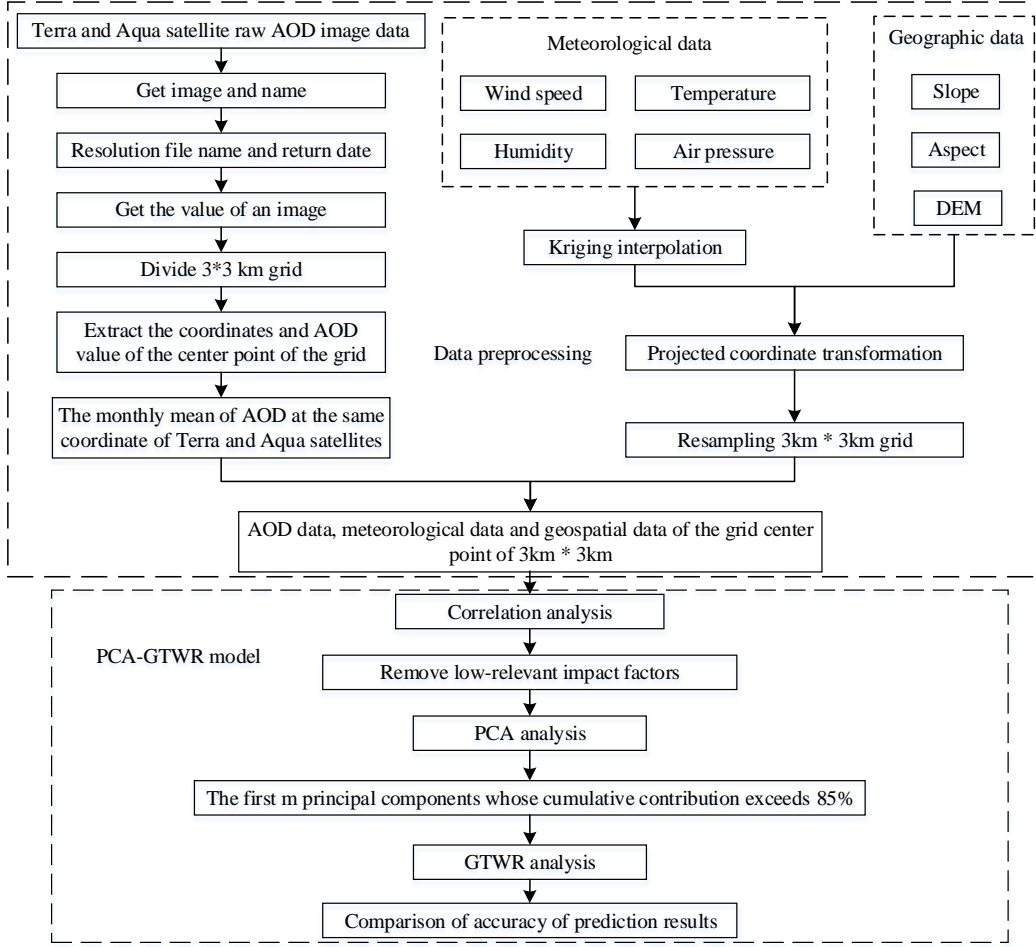 Terra and Aqua satellite raw AOD image data
Get image and name
Resolution file name and return date
Get the value of an image
Divide 3*3 km grid
Extract the coordinates and AOD
value of the center point of the grid
The monthly mean of AOD at the same
coordinate of Terra and Aqua satellites
Meteorological data
Wind speed
Temperature
Humidity
Air pressure
Kriging interpolation
Geographic data
Slope
Aspect
DEM
Data preprocessing
Projected coordinate transformation
Resampling 3km * 3km grid
AOD data, meteorological data and geospatial data of the grid center
point of 3km * 3km
PCA-GTWR model
Correlation analysis
Remove low-relevant impact factors
PCA analysis
The first m principal components whose cumulative contribution exceeds 85%
GTWR analysis
Comparison of accuracy of prediction results